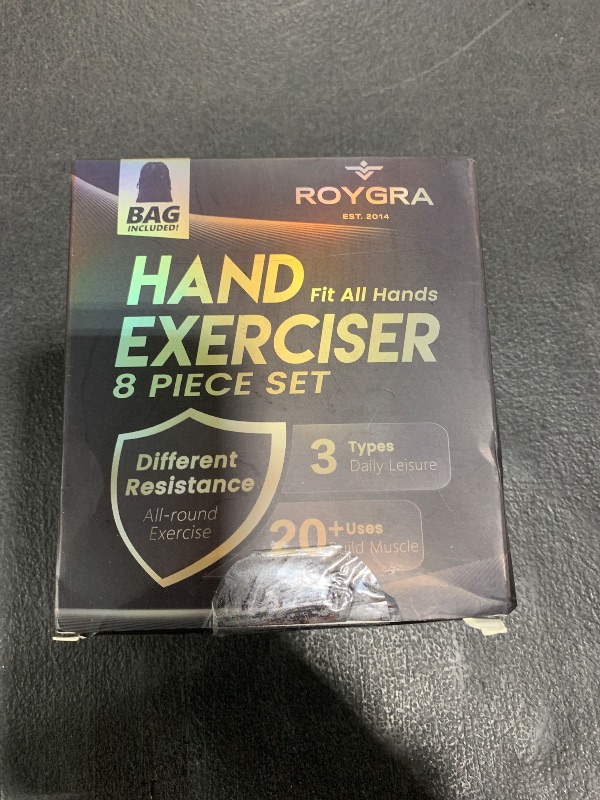 BAG
INCLUDED!
ROYGRA
EST. 2014
HAND
Fit All Hands
EXERCISER
8 PIECE SET
Different
Resistance
All-round
Exercise
3 Types
Daily Leisure
20+ Uses
Muscle